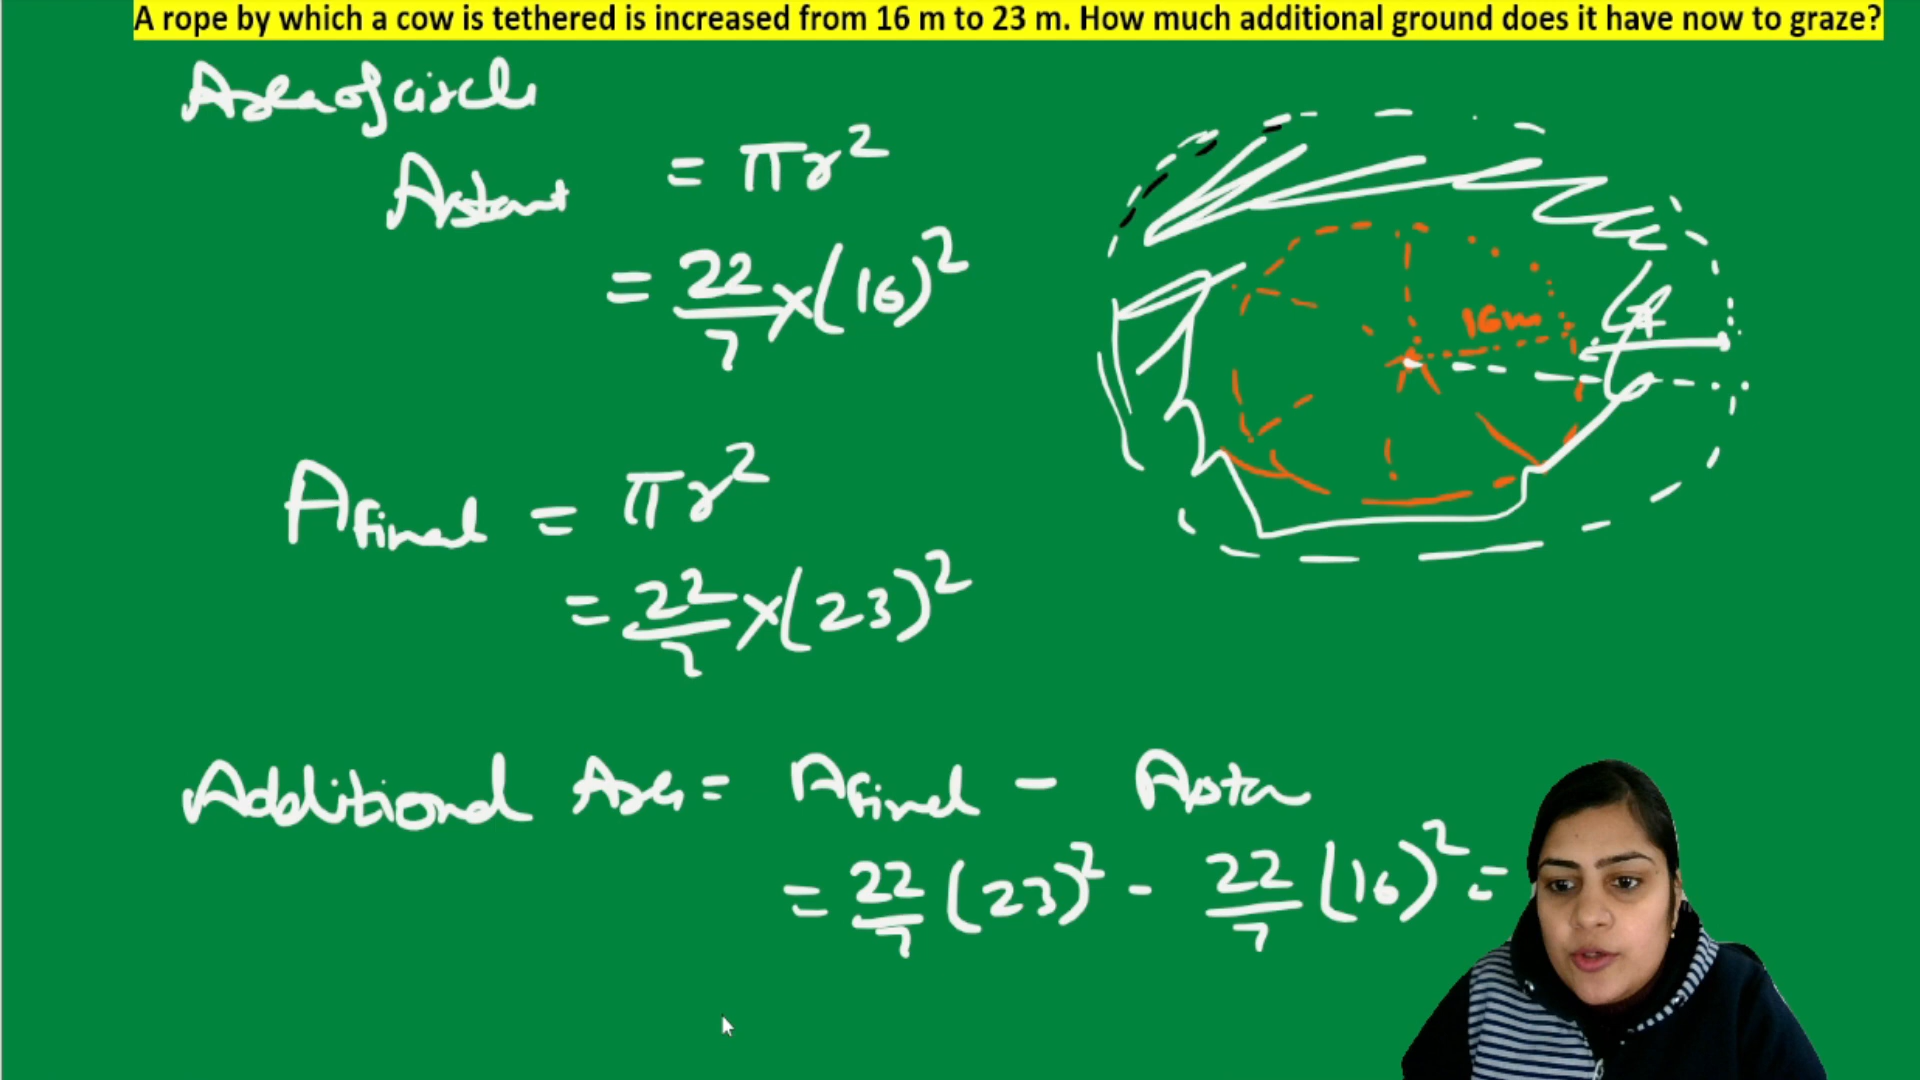 A rope by which a cow is tethered is increased from 16 m to 23 m. How much additional ground does it have now to graze?
Area of circle
Astart = πr²
= 22/7 × (16)²
16m
Afinal = πr²
= 22/7 × (23)²
Additional Area = Afinal - Asta
= 22/7 (23)² - 22/7 (16)² =